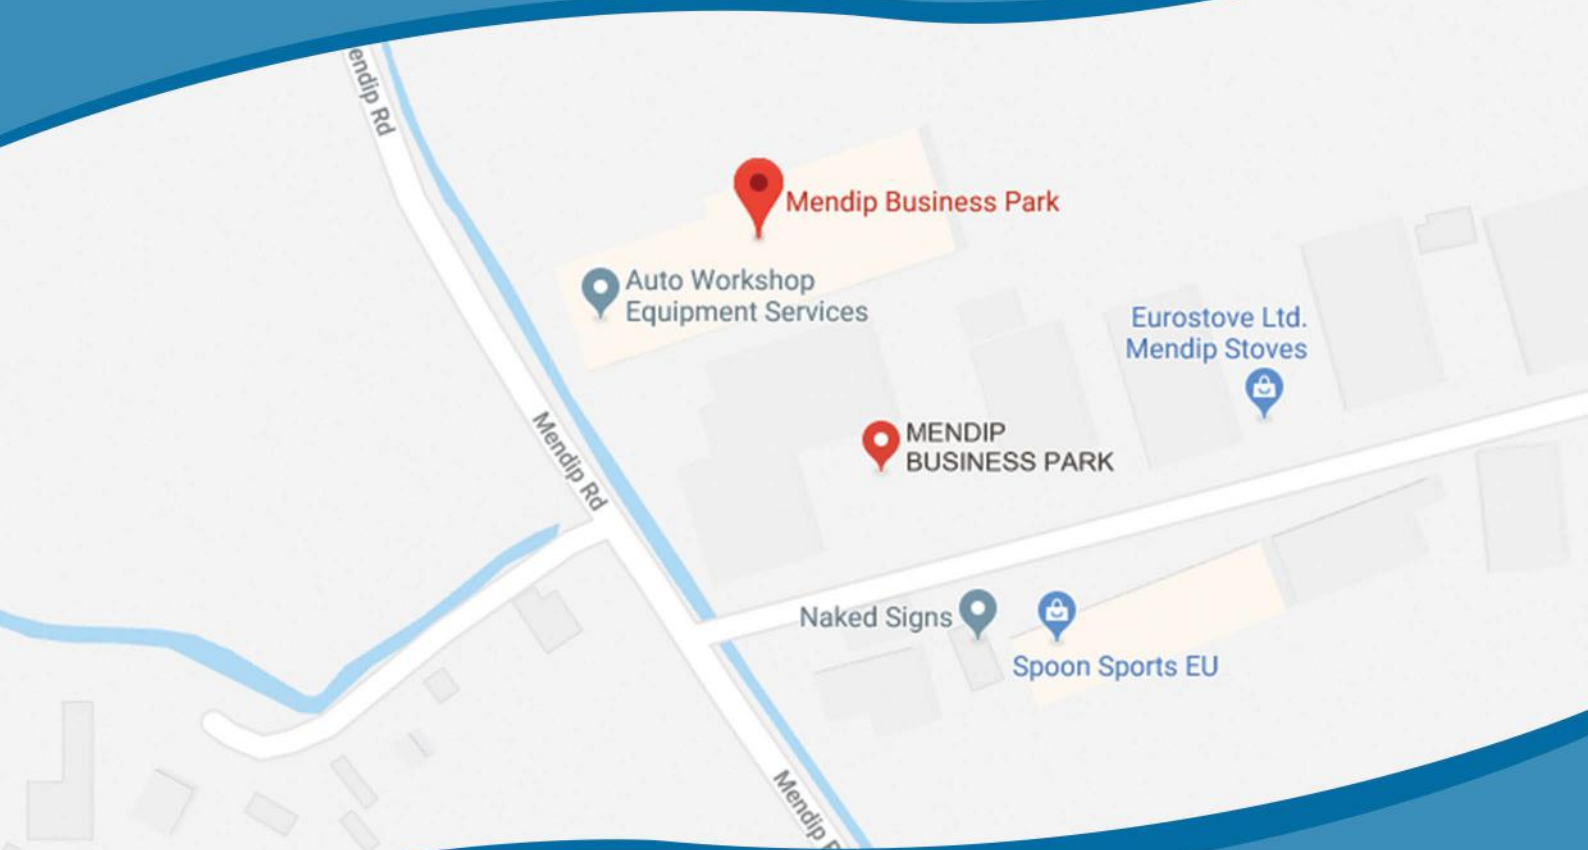 endip Rd
Mendip Business Park
Auto Workshop
Equipment Services
Eurostove Ltd.
Mendip Stoves
Mendip Rd
MENDIP
BUSINESS PARK
Naked Signs
Spoon Sports EU
Mendip R